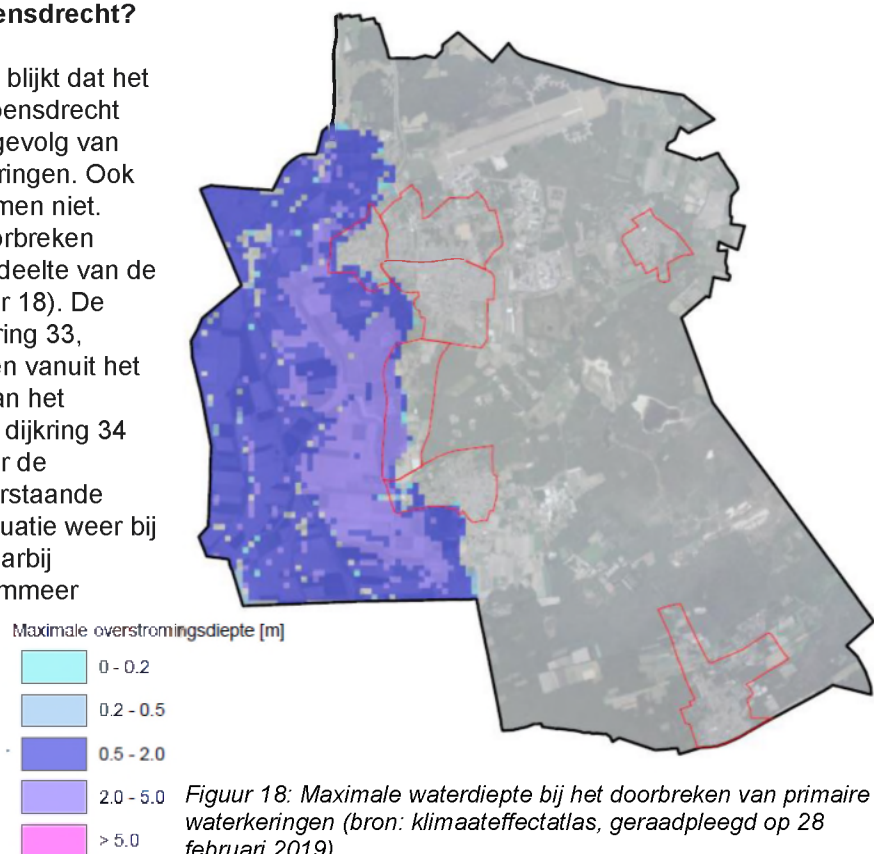 ensdrecht?
blijkt dat het
oensdrecht
gevolg van
ringen. Ook
men niet.
orbreken
deelte van de
r 18). De
ring 33,
en vanuit het
an het
dijkring 34
r de
rstaande
uatie weer bij
arbij
mmeer
Maximale overstromingsdiepte [m]
0 - 0.2
0.2 - 0.5
0.5 - 2.0
2.0 - 5.0
> 5.0
Figuur 18: Maximale waterdiepte bij het doorbreken van primaire
waterkeringen (bron: klimaateffectatlas, geraadpleegd op 28
februari 2019)